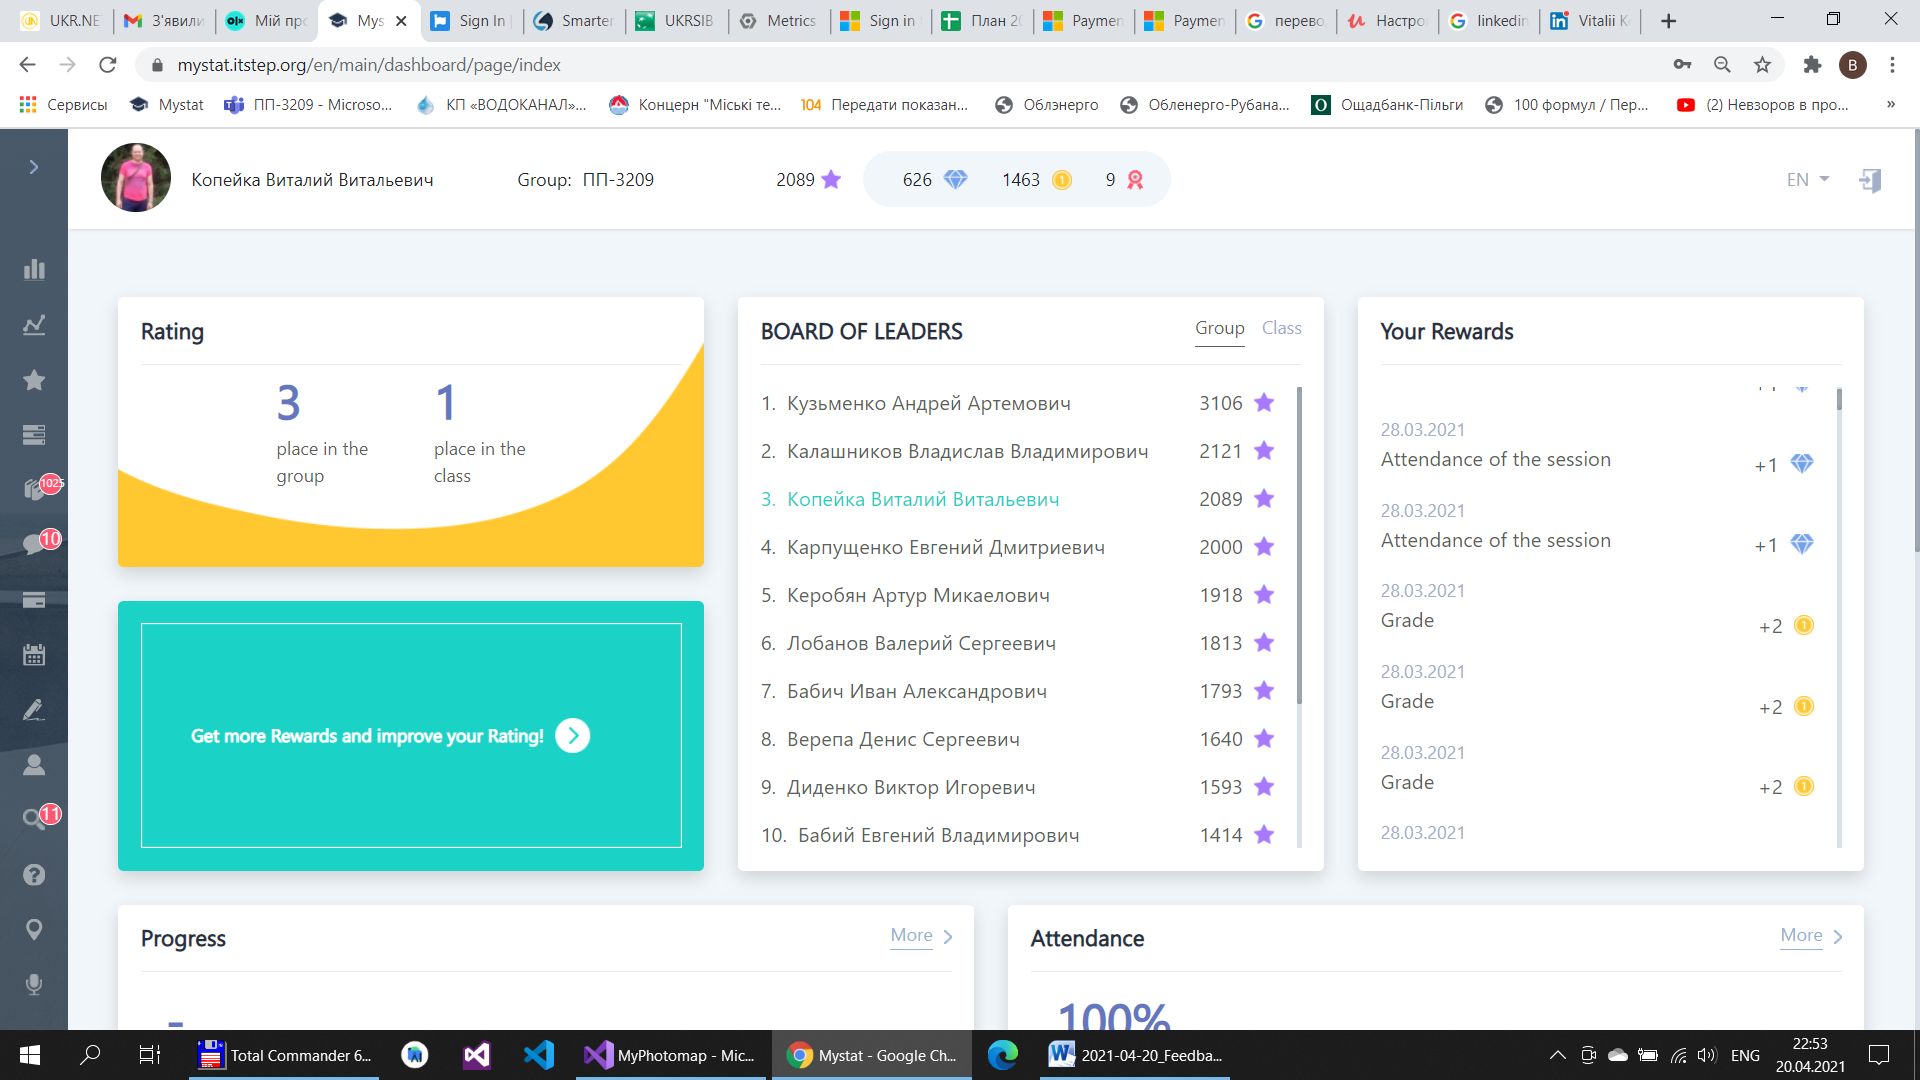 UKR.NE
З'явили
Мій пр
Mys
Sign In
Smarter
UKRSIB
Metrics
Sign in
План 20
Paymen
Paymen
перево
Настро
linkedin
Vitalii K
mystat.itstep.org/en/main/dashboard/page/index
B
Сервисы
Mystat
ПП-3209 - Microso...
КП «ВОДОКАНАЛ»...
Концерн "Міські те...
104 Передати показан...
Облэнерго
Обленерго-Рубана...
Ощадбанк-Пільги
100 формул / Пер...
(2) Невзоров в про...
»
Копейка Виталий Витальевич
Group: ПП-3209
2089
626
1463
9
EN
1025
10
11
Rating
3
place in the
group
1
place in the
class
Get more Rewards and improve your Rating!
BOARD OF LEADERS
Group
Class
1. Кузьменко Андрей Артемович 3106
2. Калашников Владислав Владимирович 2121
3. Копейка Виталий Витальевич 2089
4. Карпущенко Евгений Дмитриевич 2000
5. Керобян Артур Микаелович 1918
6. Лобанов Валерий Сергеевич 1813
7. Бабич Иван Александрович 1793
8. Верепа Денис Сергеевич 1640
9. Диденко Виктор Игоревич 1593
10. Бабий Евгений Владимирович 1414
Your Rewards
28.03.2021
Attendance of the session +1
28.03.2021
Attendance of the session +1
28.03.2021
Grade +2
28.03.2021
Grade +2
28.03.2021
Grade +2
28.03.2021
Progress
More
Attendance
More
100%
Total Commander 6...
MyPhotomap - Mic...
Mystat - Google Ch...
2021-04-20_Feedba...
ENG
22:53
20.04.2021